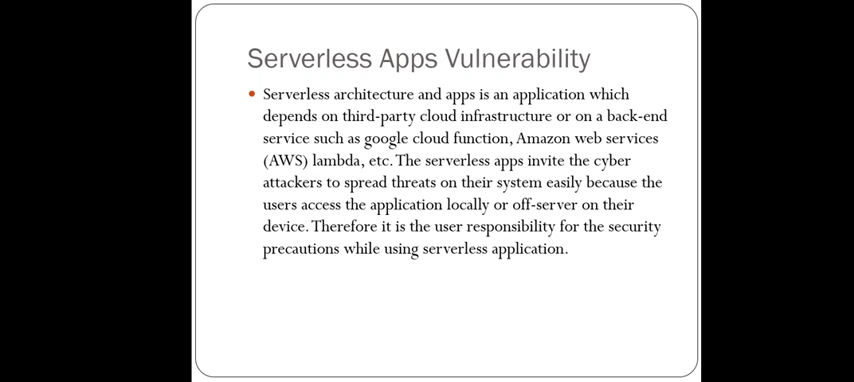 Serverless Apps Vulnerability
• Serverless architecture and apps is an application which
depends on third-party cloud infrastructure or on a back-end
service such as google cloud function, Amazon web services
(AWS) lambda, etc. The serverless apps invite the cyber
attackers to spread threats on their system easily because the
users access the application locally or off-server on their
device. Therefore it is the user responsibility for the security
precautions while using serverless application.